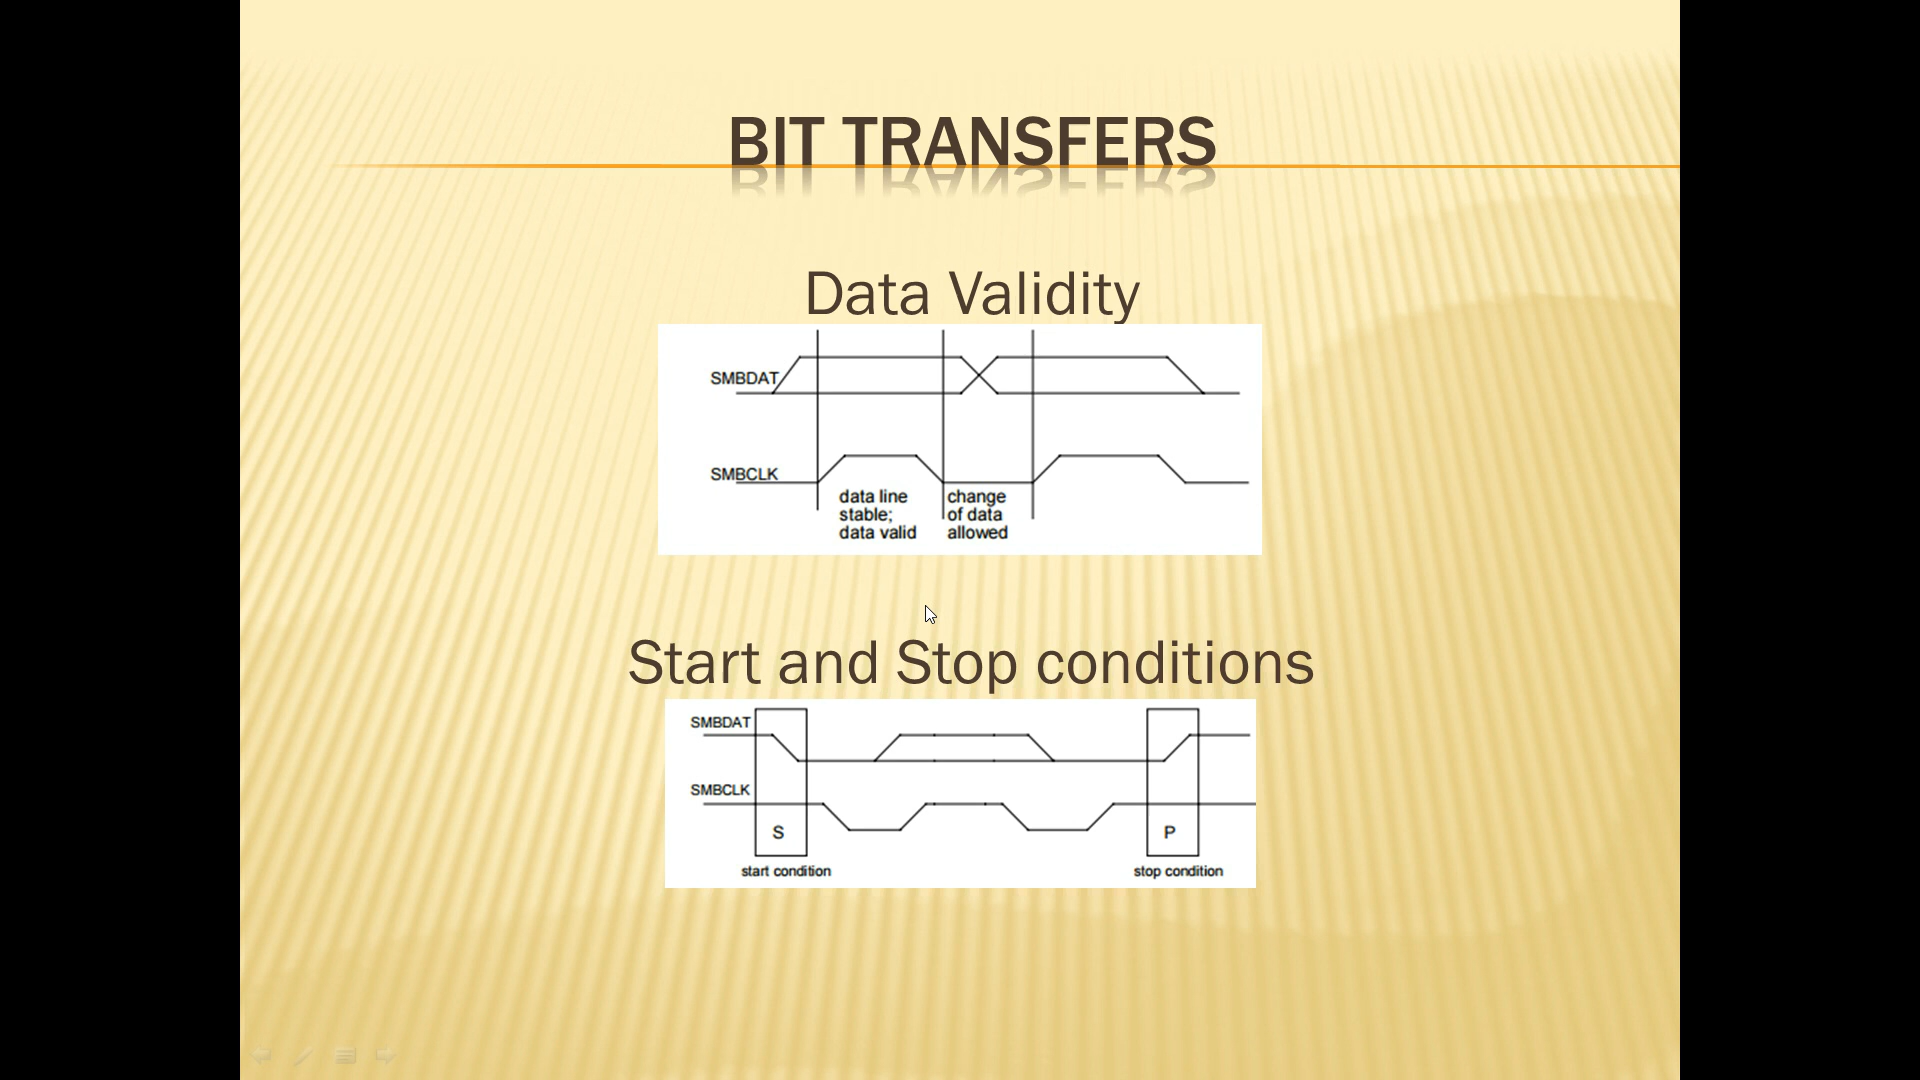 BIT TRANSFERS
Data Validity
SMBDAT
SMBCLK
data line
stable;
data valid
change
of data
allowed
Start and Stop conditions
SMBDAT
SMBCLK
S
P
start condition
stop condition